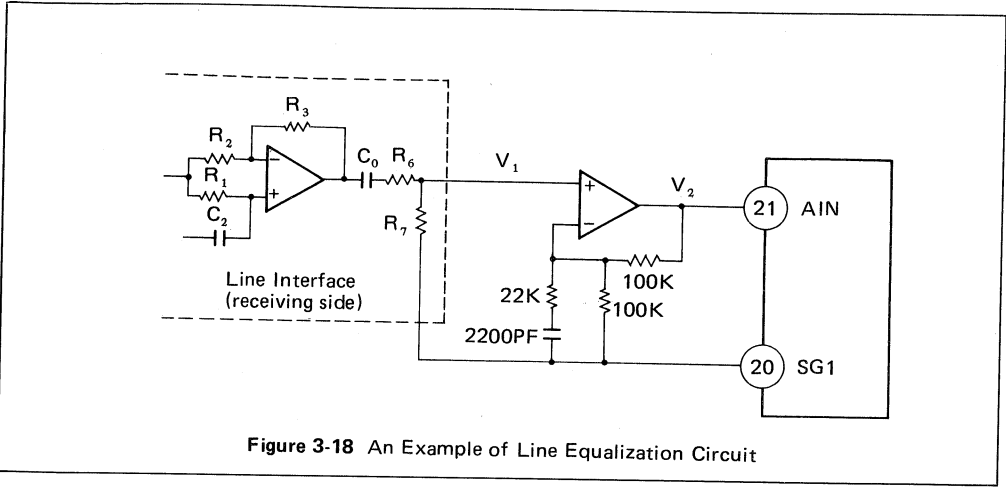 R3
R2
C0
R6
V1
R1
V2
21
AIN
C2
R7
Line Interface
(receiving side)
100K
22K
100K
2200PF
20
SG1
Figure 3-18 An Example of Line Equalization Circuit